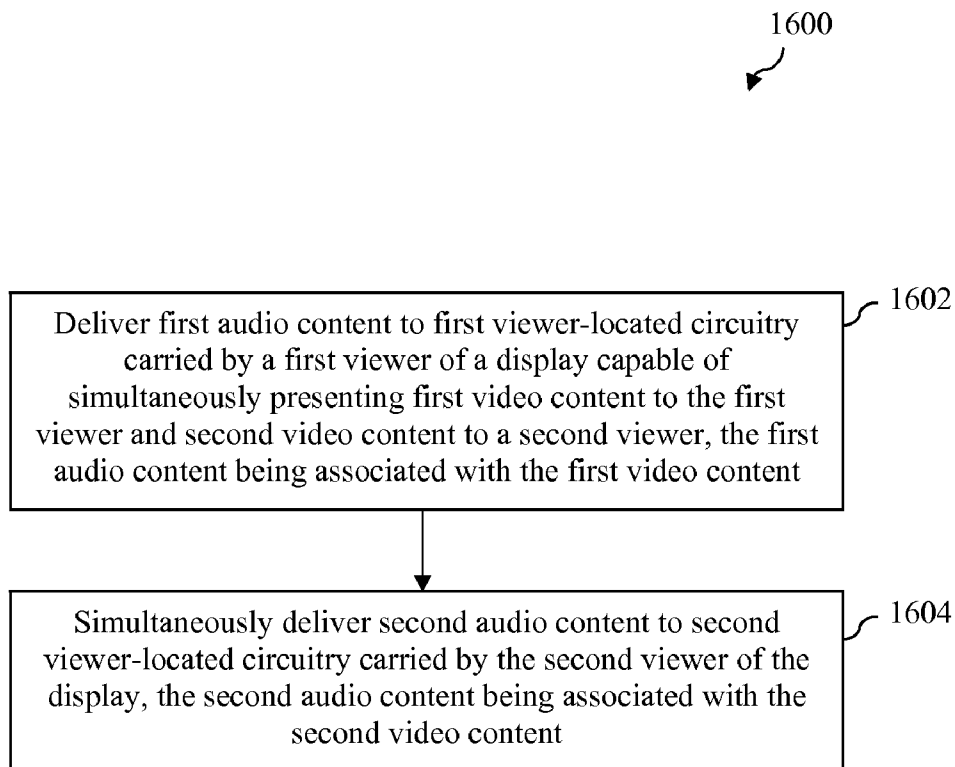 1600
1602
Deliver first audio content to first viewer-located circuitry
carried by a first viewer of a display capable of
simultaneously presenting first video content to the first
viewer and second video content to a second viewer, the first
audio content being associated with the first video content
1604
Simultaneously deliver second audio content to second
viewer-located circuitry carried by the second viewer of the
display, the second audio content being associated with the
second video content